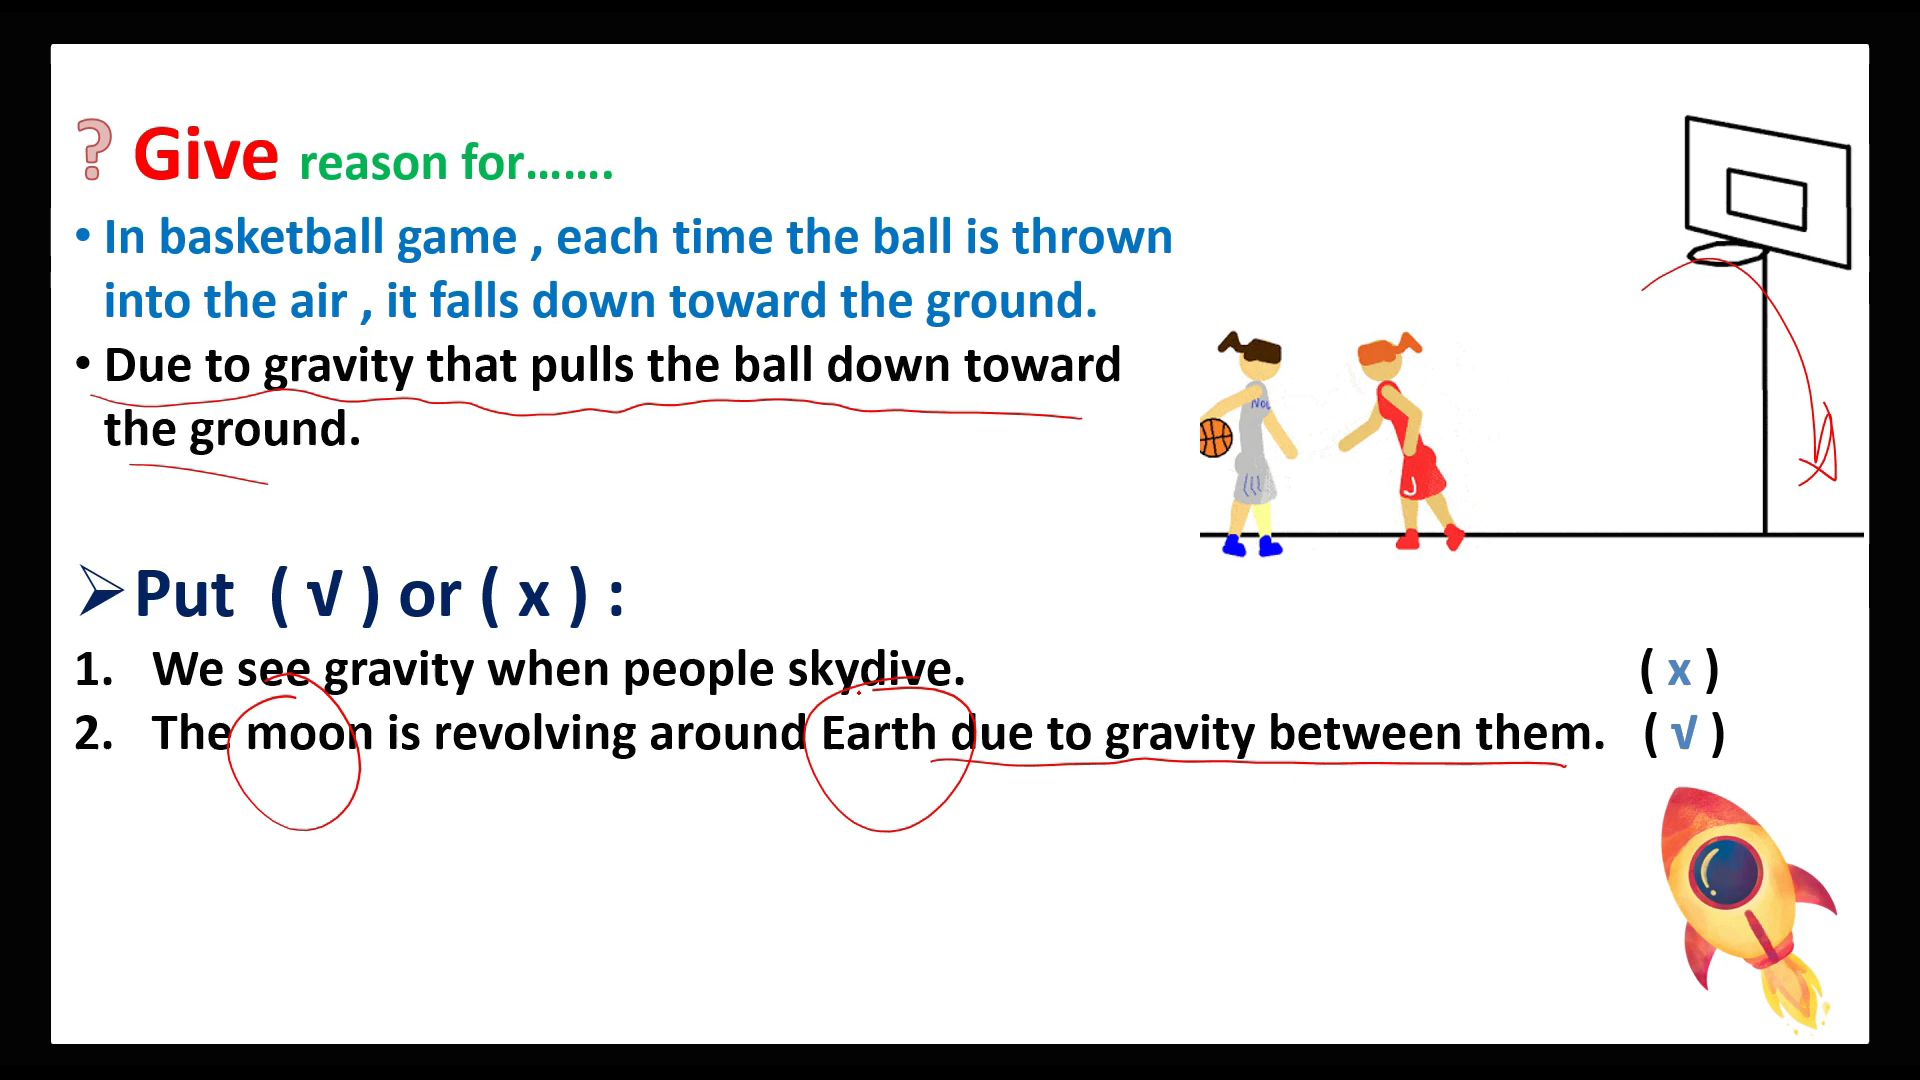 ? Give reason for.......
• In basketball game , each time the ball is thrown
into the air , it falls down toward the ground.
• Due to gravity that pulls the ball down toward
the ground.
➢Put ( √ ) or ( x ) :
1. We see gravity when people skydive. ( x )
2. The moon is revolving around Earth due to gravity between them. ( √ )